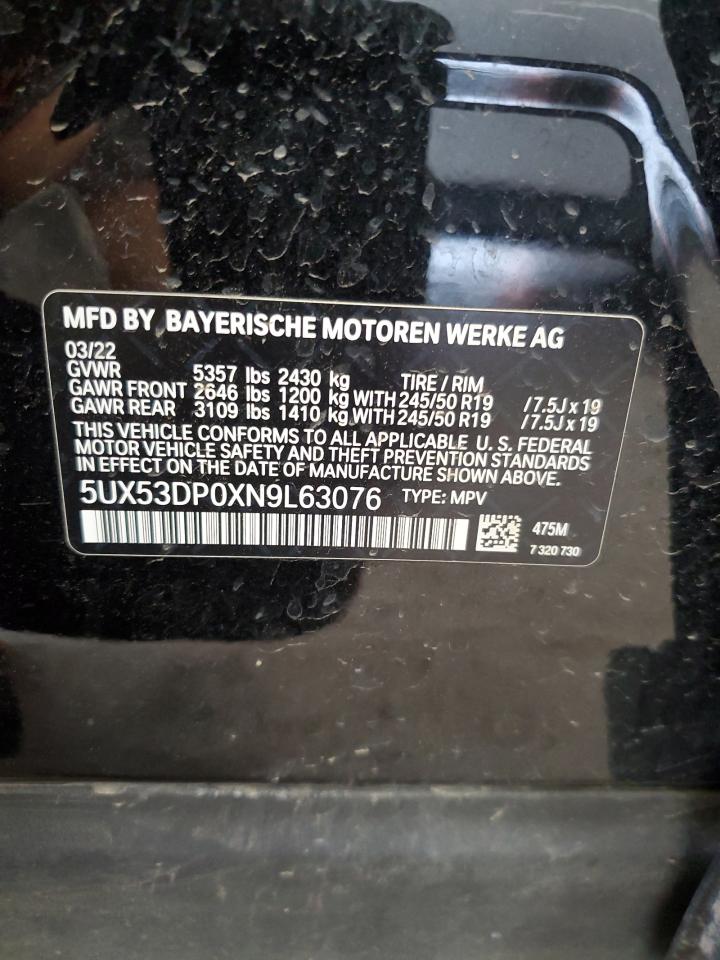 MFD BY BAYERISCHE MOTOREN WERKE AG
03/22
GVWR 5357 lbs 2430 kg TIRE / RIM
GAWR FRONT 2646 lbs 1200 kg WITH 245/50 R19 /7.5J x 19
GAWR REAR 3109 lbs 1410 kg WITH 245/50 R19 /7.5J x 19
THIS VEHICLE CONFORMS TO ALL APPLICABLE U. S. FEDERAL
MOTOR VEHICLE SAFETY AND THEFT PREVENTION STANDARDS
IN EFFECT ON THE DATE OF MANUFACTURE SHOWN ABOVE.
5UX53DP0XN9L63076 TYPE: MPV
475M
7 320 730